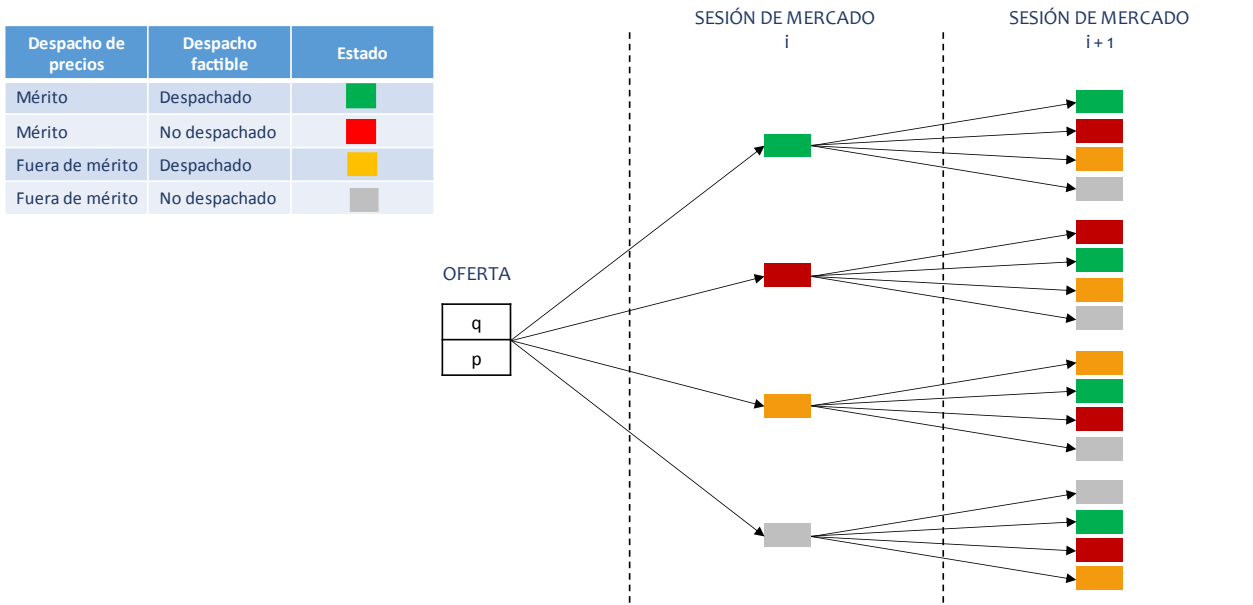 SESIÓN DE MERCADO
i
SESIÓN DE MERCADO
i + 1
Despacho de
precios
Despacho
factible
Estado
Mérito
Despachado
Mérito
No despachado
Fuera de mérito
Despachado
Fuera de mérito
No despachado
OFERTA
q
p